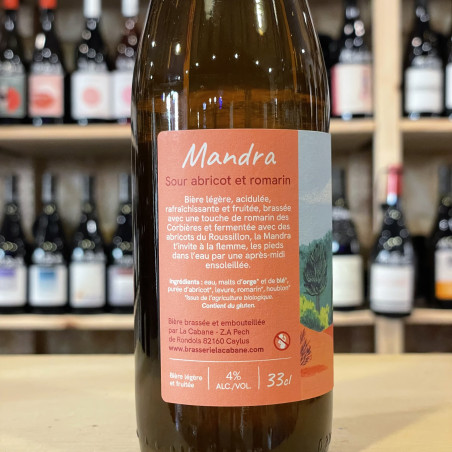 Mandra
Sour abricot et romarin
Bière légère, acidulée,
rafraîchissante et fruitée, brassée
avec une touche de romarin des
Corbières et fermentée avec des
abricots du Roussillon, la Mandra
t'invite à la flemme, les pieds
dans l'eau par une après-midi
ensoleillée.
Ingrédients : eau, malts d'orge* et de blé*,
purée d'abricot*, levure, romarin*, houblon*
*issus de l'agriculture biologique.
Contient du gluten.
Bière brassée et embouteillée
par La Cabane - Z.A Pech
de Rondols 82160 Caylus
www.brasserielacabane.com
Bière légère
et fruitée
4%
ALC./VOL.
33cl